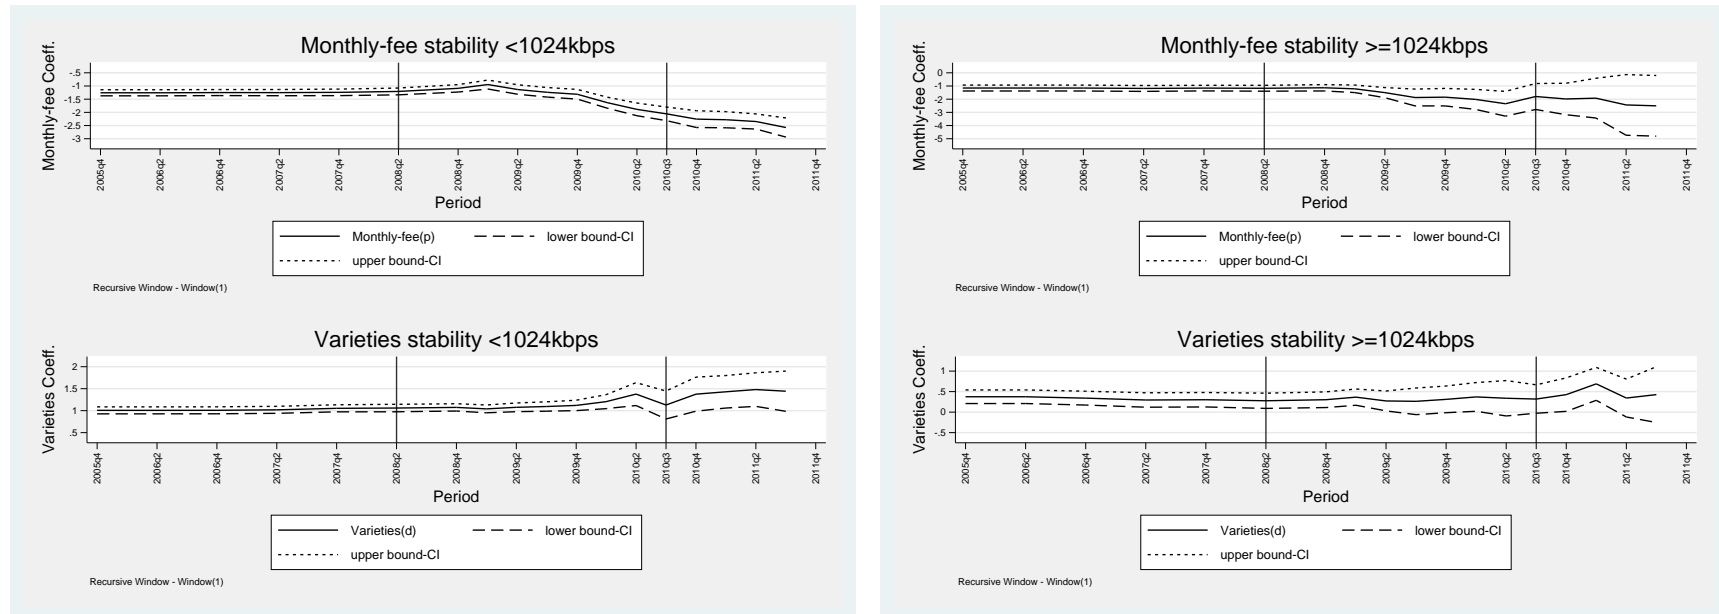 Monthly-fee stability <1024kbps
Monthly-fee Coeff.
-.5
-1
-1.5
-2
-2.5
-3
2005q4
2006q2
2006q4
2007q2
2007q4
2008q2
2008q4
2009q2
2009q4
2010q2
2010q3
2010q4
2011q2
2011q4
Period
Monthly-fee(p)
lower bound-CI
upper bound-CI
Recursive Window - Window(1)
Varieties stability <1024kbps
Varieties Coeff.
2
1.5
1
.5
2005q4
2006q2
2006q4
2007q2
2007q4
2008q2
2008q4
2009q2
2009q4
2010q2
2010q3
2010q4
2011q2
2011q4
Period
Varieties(d)
lower bound-CI
upper bound-CI
Recursive Window - Window(1)
Monthly-fee stability >=1024kbps
Monthly-fee Coeff.
0
-1
-2
-3
-4
-5
2005q4
2006q2
2006q4
2007q2
2007q4
2008q2
2008q4
2009q2
2009q4
2010q2
2010q3
2010q4
2011q2
2011q4
Period
Monthly-fee(p)
lower bound-CI
upper bound-CI
Recursive Window - Window(1)
Varieties stability >=1024kbps
Varieties Coeff.
1
.5
0
-.5
2005q4
2006q2
2006q4
2007q2
2007q4
2008q2
2008q4
2009q2
2009q4
2010q2
2010q3
2010q4
2011q2
2011q4
Period
Varieties(d)
lower bound-CI
upper bound-CI
Recursive Window - Window(1)